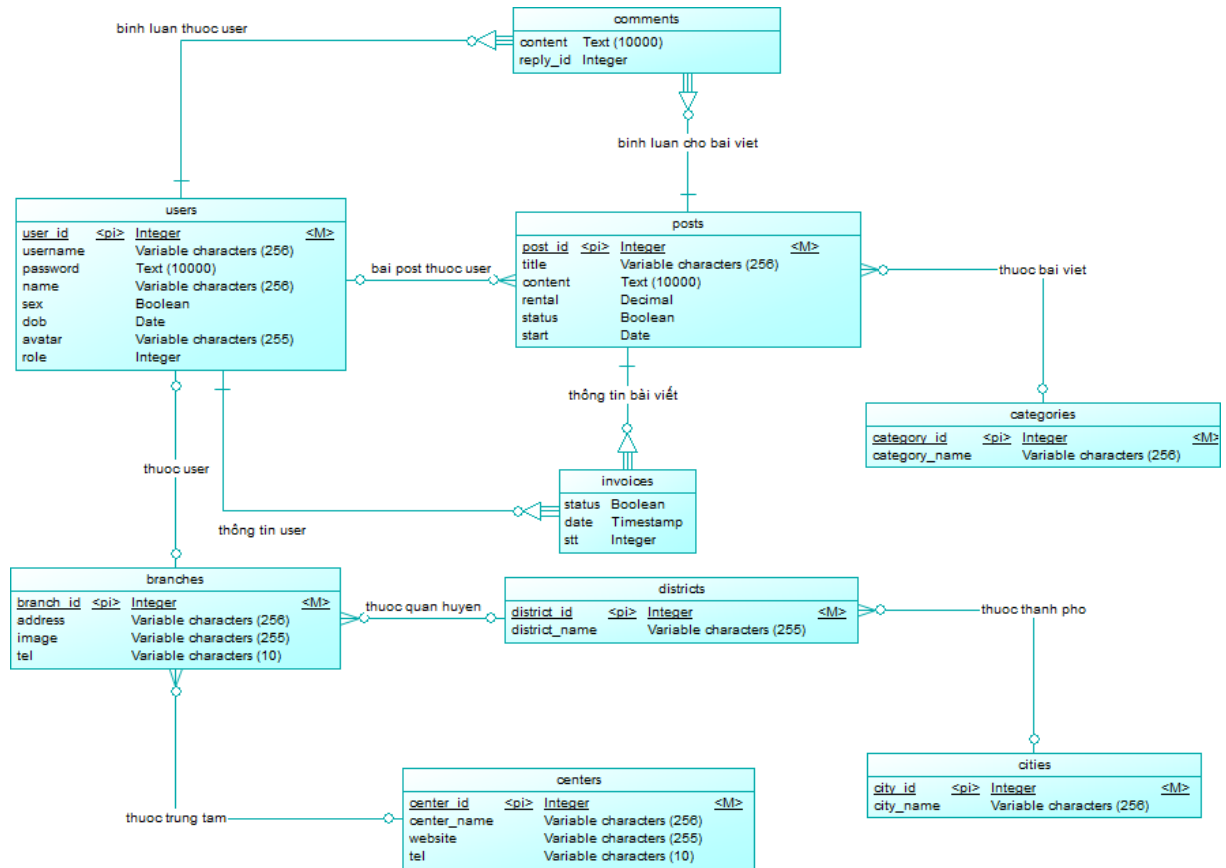 comments
content Text (10000)
reply_id Integer
binh luan thuoc user
binh luan cho bai viet
users
user_id <pi> Integer <M>
username Variable characters (256)
password Text (10000)
name Variable characters (256)
sex Boolean
dob Date
avatar Variable characters (255)
role Integer
bai post thuoc user
posts
post_id <pi> Integer <M>
title Variable characters (256)
content Text (10000)
rental Decimal
status Boolean
start Date
thuoc bai viet
thông tin bài viết
categories
category_id <pi> Integer <M>
category_name Variable characters (256)
thuoc user
invoices
status Boolean
date Timestamp
stt Integer
thông tin user
branches
branch_id <pi> Integer <M>
address Variable characters (256)
image Variable characters (255)
tel Variable characters (10)
thuoc quan huyen
districts
district_id <pi> Integer <M>
district_name Variable characters (255)
thuoc thanh pho
cities
city_id <pi> Integer <M>
city_name Variable characters (256)
thuoc trung tam
centers
center_id <pi> Integer <M>
center_name Variable characters (256)
website Variable characters (255)
tel Variable characters (10)